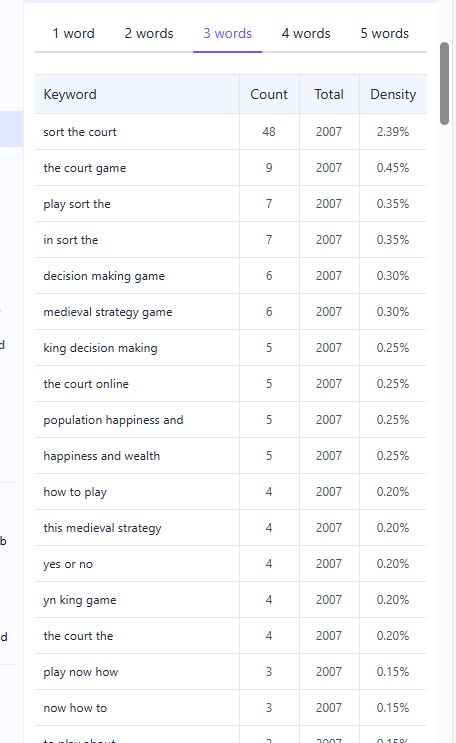 1 word 2 words 3 words 4 words 5 words
Keyword Count Total Density
sort the court 48 2007 2.39%
the court game 9 2007 0.45%
play sort the 7 2007 0.35%
in sort the 7 2007 0.35%
decision making game 6 2007 0.30%
medieval strategy game 6 2007 0.30%
king decision making 5 2007 0.25%
d
the court online 5 2007 0.25%
population happiness and 5 2007 0.25%
happiness and wealth 5 2007 0.25%
how to play 4 2007 0.20%
this medieval strategy 4 2007 0.20%
b
yes or no 4 2007 0.20%
yn king game 4 2007 0.20%
d
the court the 4 2007 0.20%
play now how 3 2007 0.15%
now how to 3 2007 0.15%
to play about 3 2007 0.15%